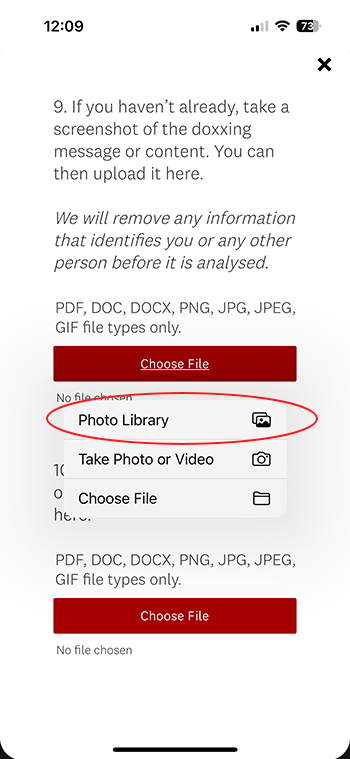 12:09
73
9. If you haven’t already, take a
screenshot of the doxxing
message or content. You can
then upload it here.
We will remove any information
that identifies you or any other
person before it is analysed.
PDF, DOC, DOCX, PNG, JPG, JPEG,
GIF file types only.
Choose File
No file chosen
Photo Library
Take Photo or Video
Choose File
10
here.
PDF, DOC, DOCX, PNG, JPG, JPEG,
GIF file types only.
Choose File
No file chosen